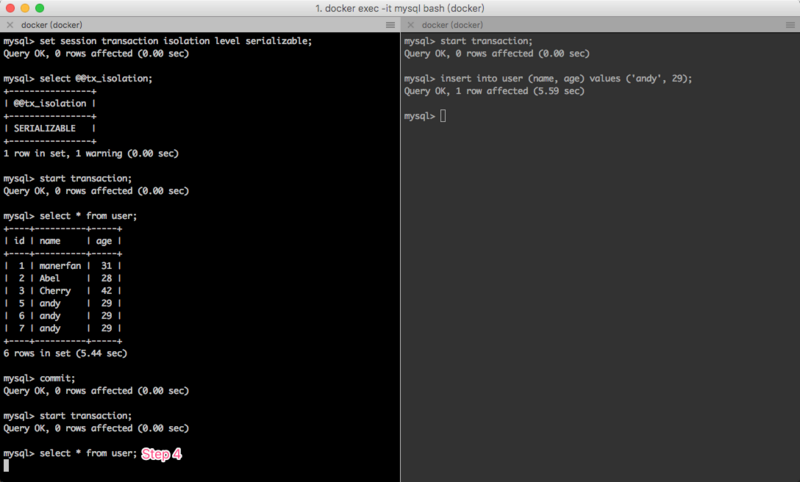 1. docker exec -it mysql bash (docker)
docker (docker)
mysql> set session transaction isolation level serializable;
Query OK, 0 rows affected (0.00 sec)
mysql> select @@tx_isolation;
+----------------+
| @@tx_isolation |
+----------------+
| SERIALIZABLE   |
+----------------+
1 row in set, 1 warning (0.00 sec)
mysql> start transaction;
Query OK, 0 rows affected (0.00 sec)
mysql> select * from user;
+----+----------+-----+
| id | name     | age |
+----+----------+-----+
|  1 | manerfan |  31 |
|  2 | Abel     |  28 |
|  3 | Cherry   |  42 |
|  5 | andy     |  29 |
|  6 | andy     |  29 |
|  7 | andy     |  29 |
+----+----------+-----+
6 rows in set (5.44 sec)
mysql> commit;
Query OK, 0 rows affected (0.00 sec)
mysql> start transaction;
Query OK, 0 rows affected (0.00 sec)
mysql> select * from user; Step 4
docker (docker)
mysql> start transaction;
Query OK, 0 rows affected (0.00 sec)
mysql> insert into user (name, age) values ('andy', 29);
Query OK, 1 row affected (5.59 sec)
mysql>